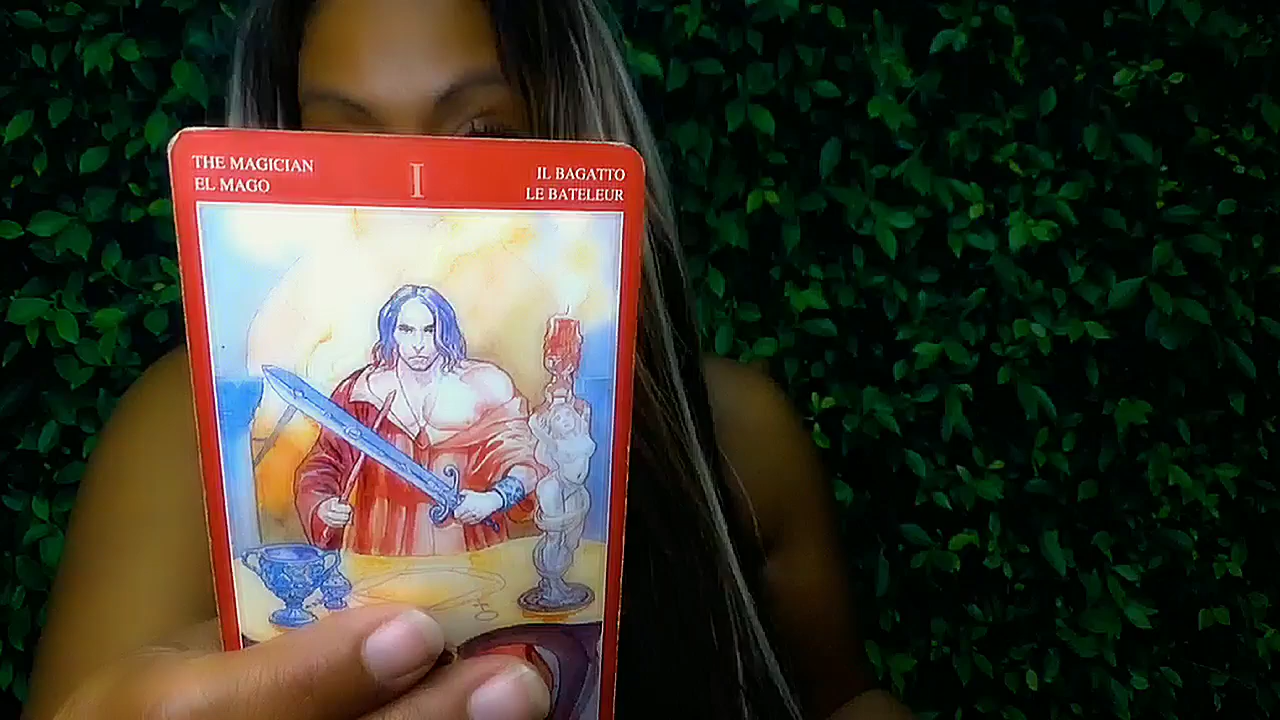 THE MAGICIAN
EL MAGO
I
IL BAGATTO
LE BATELEUR